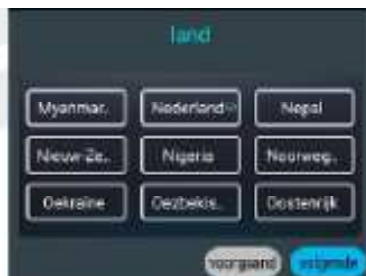 land
Myanmar.. Nederland Nepal
Nieuw-Ze.. Nigeria Noorweg..
Oekraïne Oezbekis.. Oostenrijk
voorgaand volgende